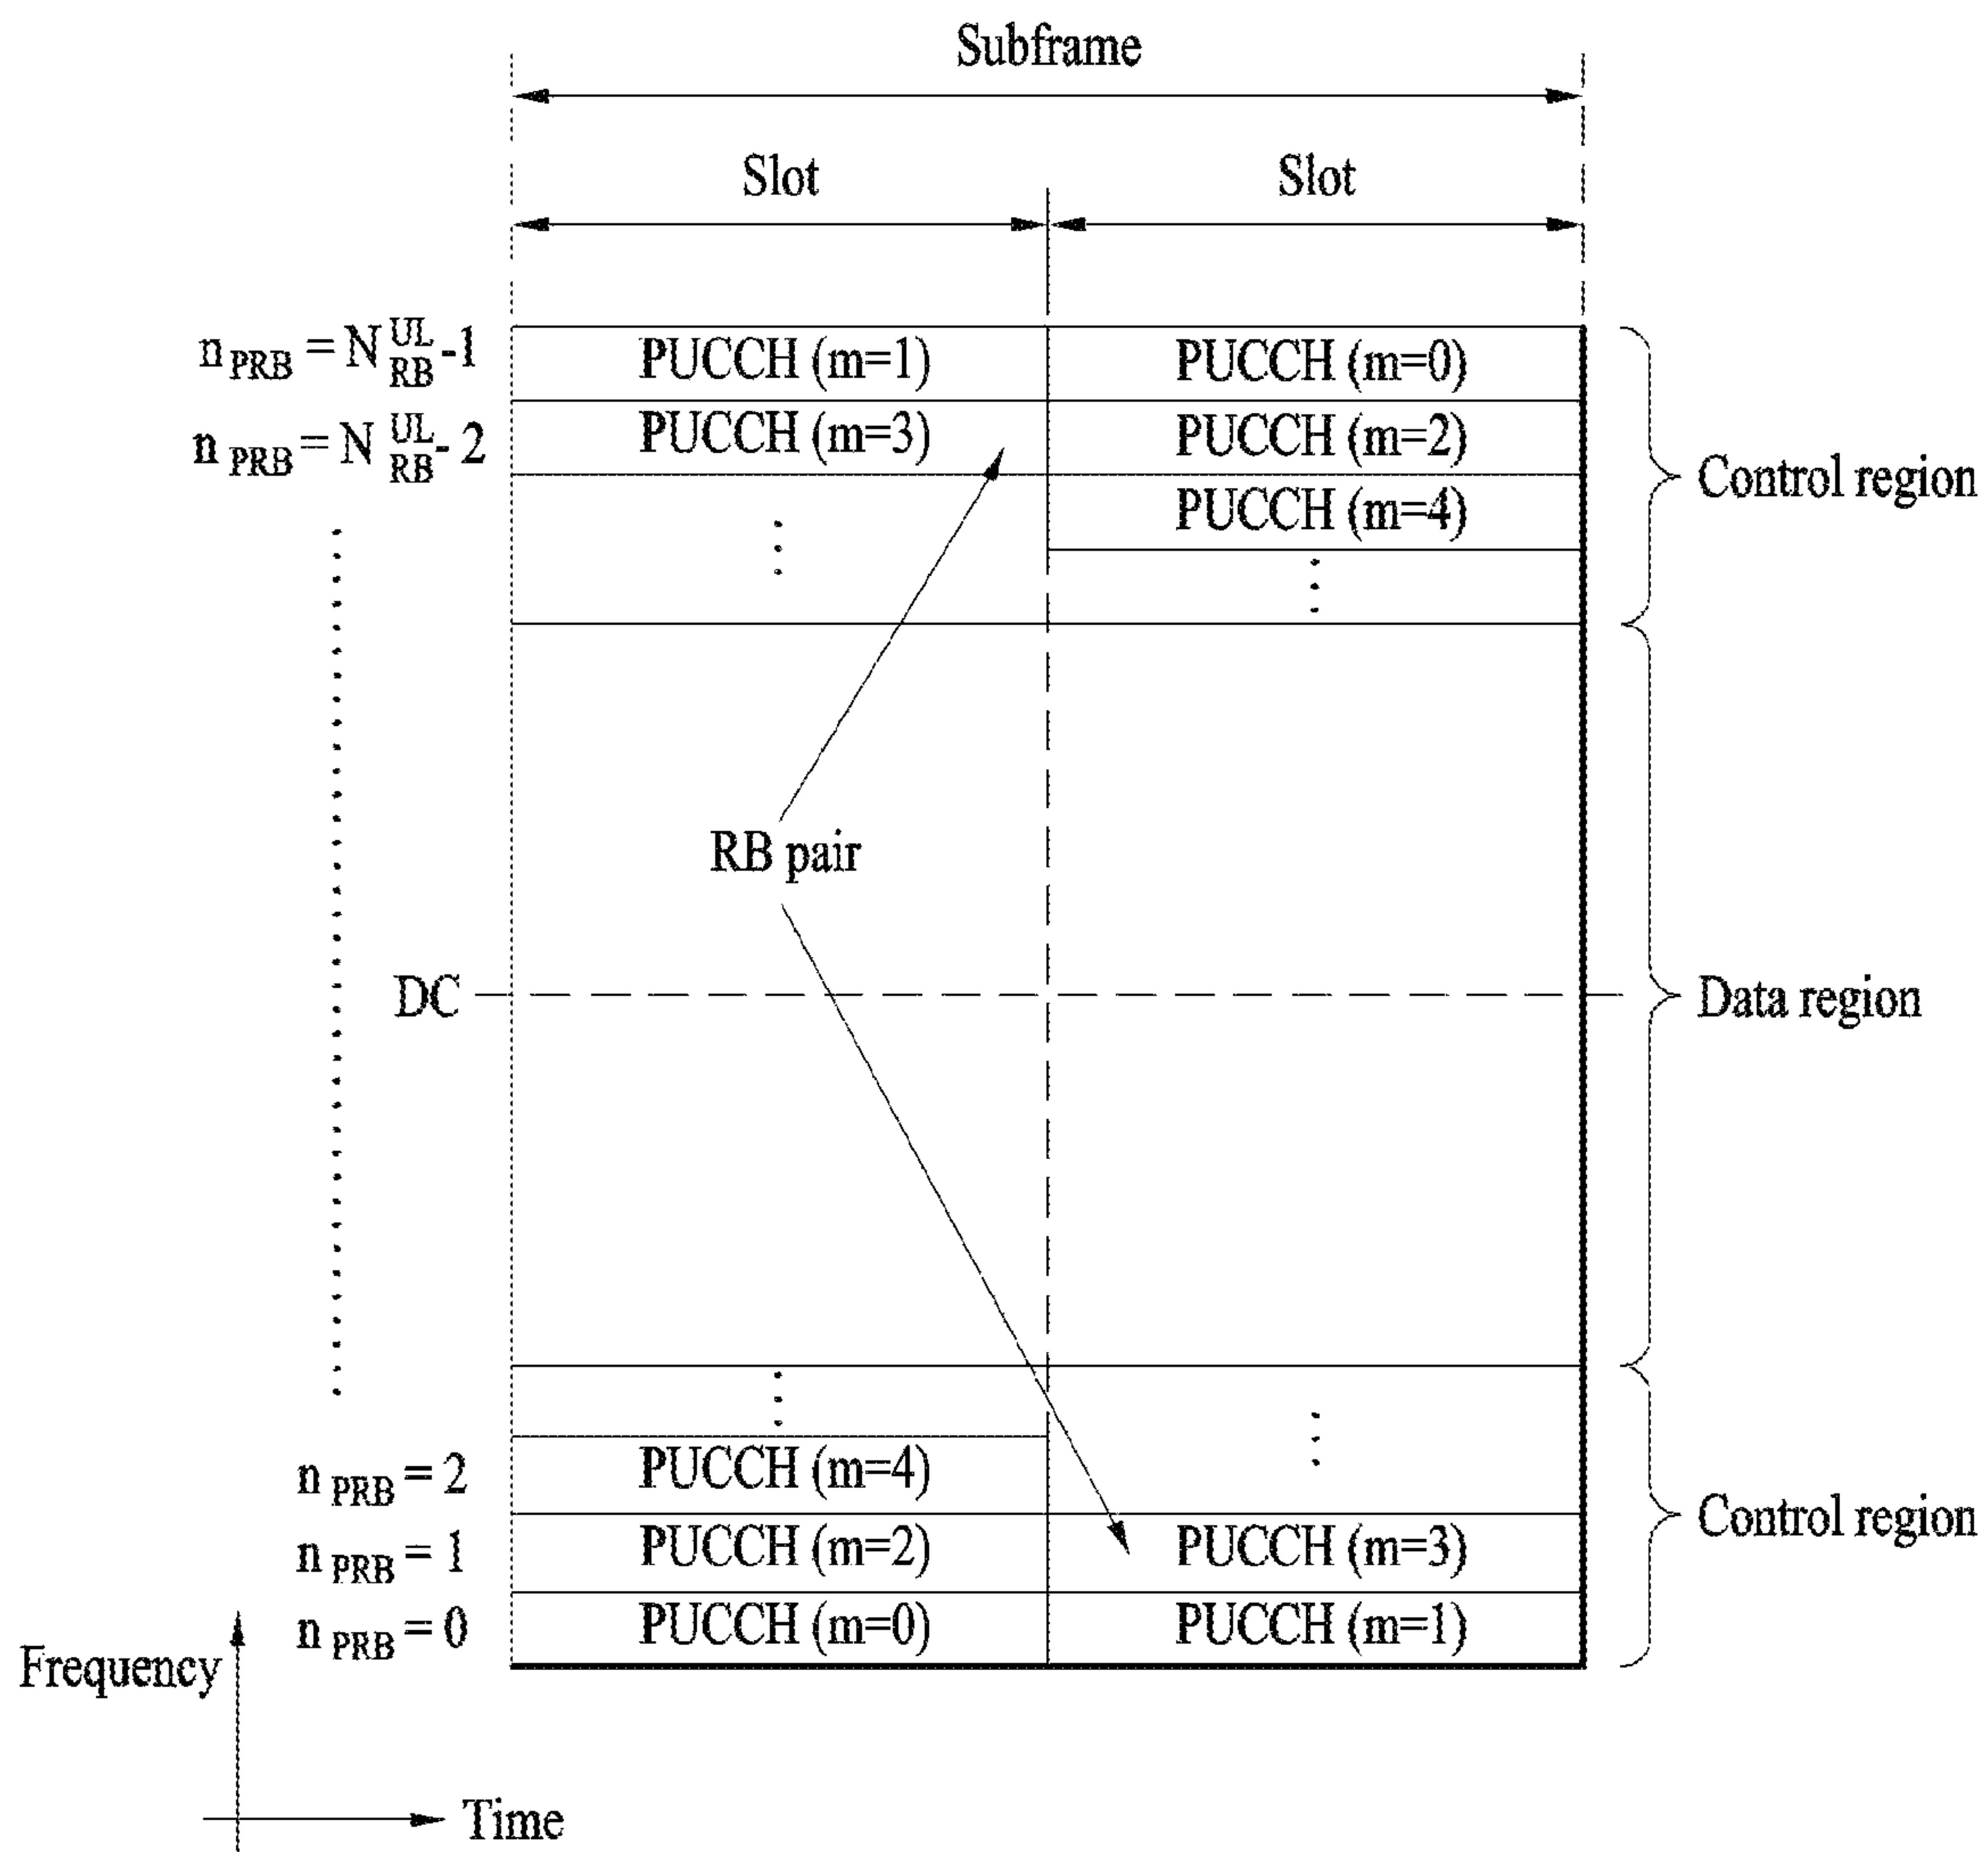 Subframe
Slot Slot
n PRB = N UL RB -1 PUCCH (m=1) PUCCH (m=0)
n PRB = N UL RB - 2 PUCCH (m=3) PUCCH (m=2)
Control region
PUCCH (m=4)
RB pair
DC
Data region
n PRB = 2 PUCCH (m=4)
Control region
n PRB = 1 PUCCH (m=2) PUCCH (m=3)
n PRB = 0 PUCCH (m=0) PUCCH (m=1)
Frequency
Time